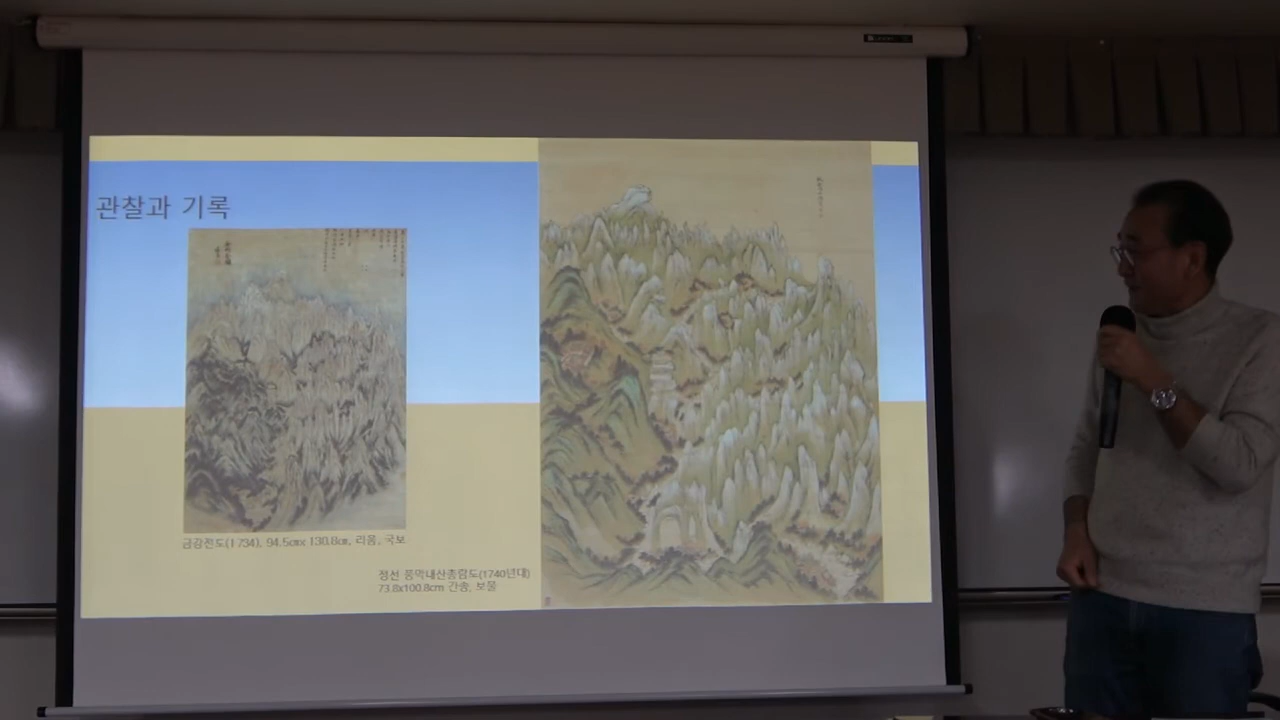 관찰과 기록
금강전도(1734), 94.5cmx 130.8cm, 리움, 국보
정선 풍악내산총람도(1740년대)
73.8x100.8cm 간송, 보물